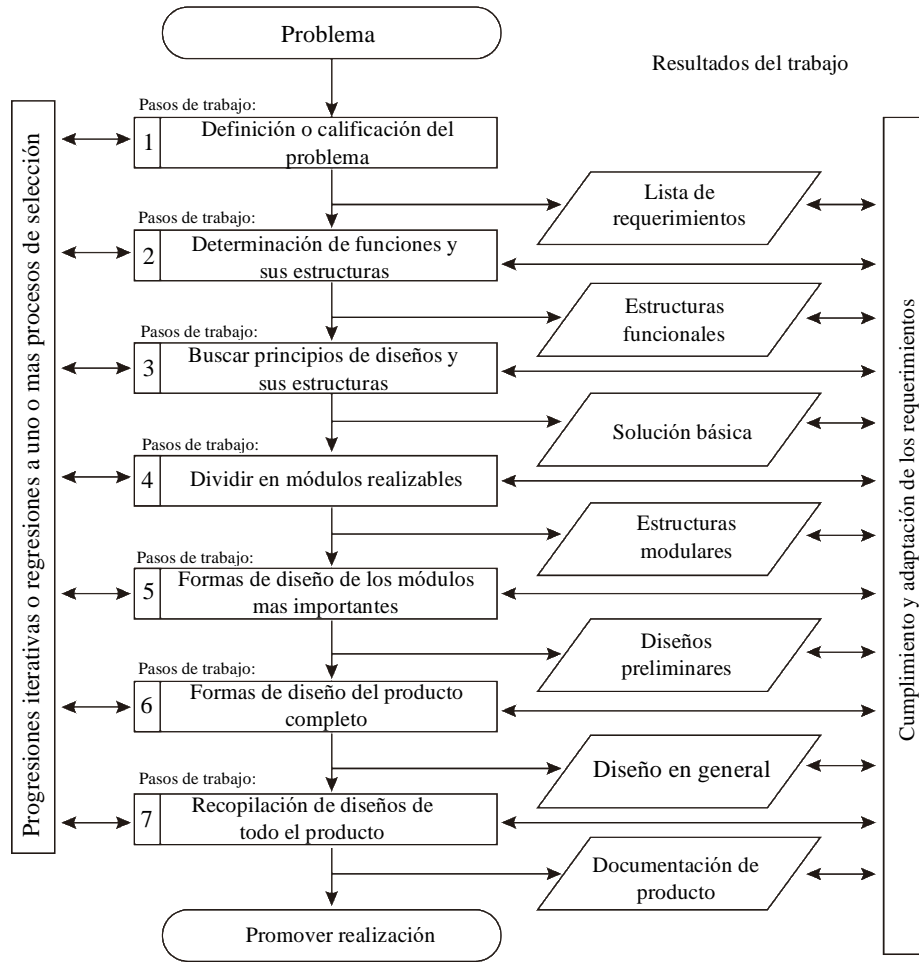 Problema
Resultados del trabajo
Pasos de trabajo:
1
Definición o calificación del
problema
Lista de
requerimientos
Pasos de trabajo:
2
Determinación de funciones y
sus estructuras
Estructuras
funcionales
Pasos de trabajo:
3
Buscar principios de diseños y
sus estructuras
Solución básica
Pasos de trabajo:
4
Dividir en módulos realizables
Estructuras
modulares
Pasos de trabajo:
5
Formas de diseño de los módulos
mas importantes
Diseños
preliminares
Pasos de trabajo:
6
Formas de diseño del producto
completo
Diseño en general
Pasos de trabajo:
7
Recopilación de diseños de
todo el producto
Documentación de
producto
Promover realización
Progresiones iterativas o regresiones a uno o mas procesos de selección
Cumplimiento y adaptación de los requerimientos